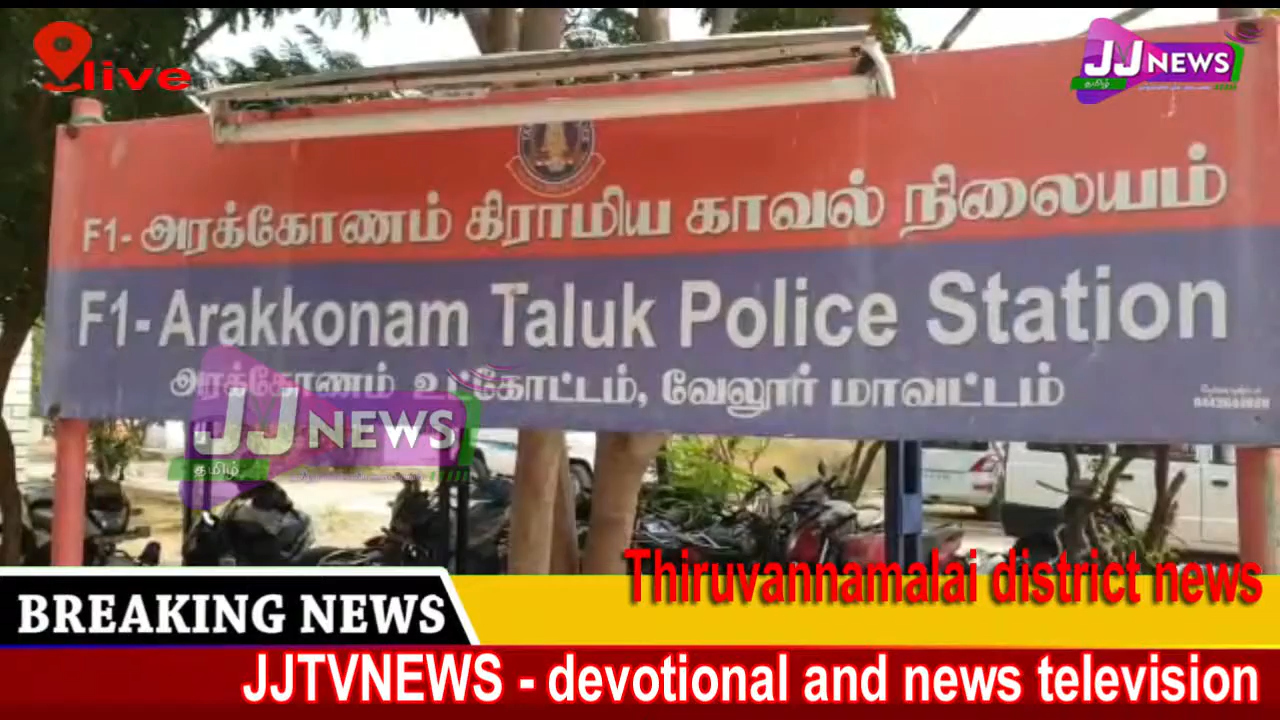 live
JJ NEWS
தமிழ்
F1- அரக்கோணம் கிராமிய காவல் நிலையம்
F1- Arakkonam Taluk Police Station
அரக்கோணம் உட்கோட்டம், வேலூர் மாவட்டம்
JJ NEWS
தமிழ்
Thiruvannamalai district news
BREAKING NEWS
JJTVNEWS - devotional and news television